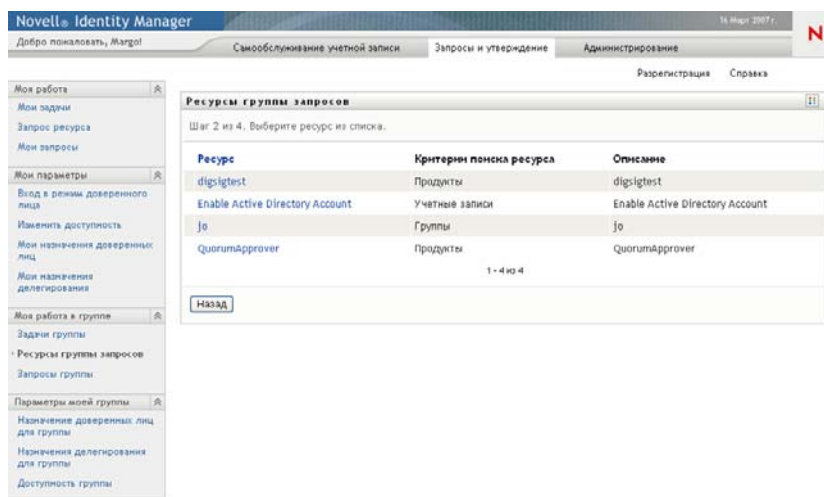 Novell® Identity Manager
16 Март 2007 г.
N
Добро пожаловать, Margo!
Самообслуживание учетной записи
Запросы и утверждение
Администрирование
Разрегистрация
Справка
Моя работа
Мои задачи
Запрос ресурса
Мои запросы
Мои параметры
Вход в режим доверенного
лица
Изменить доступность
Мои назначения доверенных
лиц
Мои назначения
делегирования
Моя работа в группе
Задачи группы
Ресурсы группы запросов
Запросы группы
Параметры моей группы
Назначение доверенных лиц
для группы
Назначения делегирования
для группы
Доступность группы
Ресурсы группы запросов
Шаг 2 из 4. Выберите ресурс из списка.
Ресурс Критерии поиска ресурса Описание
digsigtest Продукты digsigtest
Enable Active Directory Account Учетные записи Enable Active Directory Account
jo Группы jo
QuorumApprover Продукты QuorumApprover
1 - 4 из 4
Назад